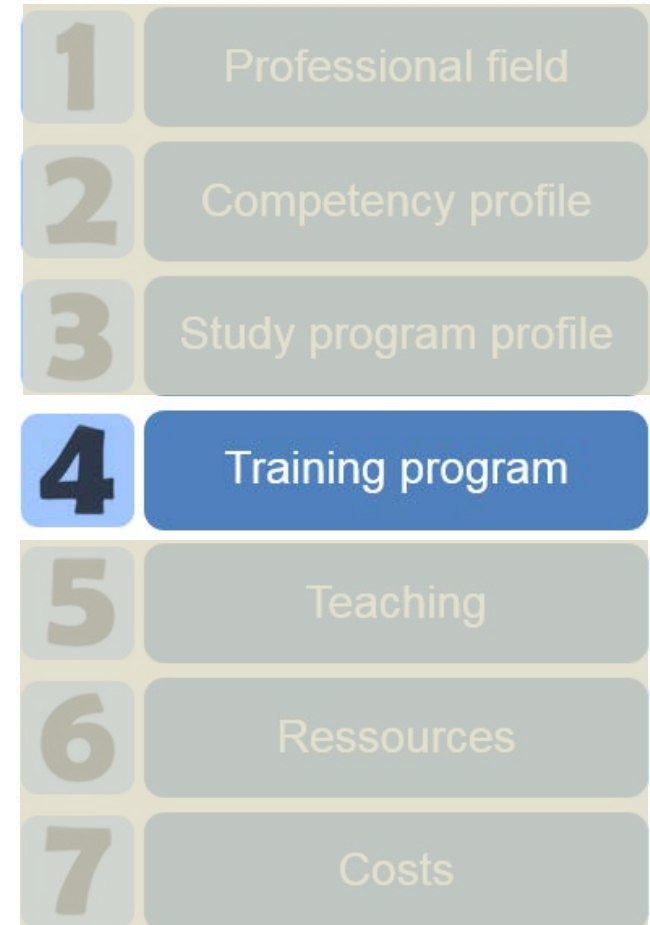 1 Professional field
2 Competency profile
3 Study program profile
4 Training program
5 Teaching
6 Ressources
7 Costs